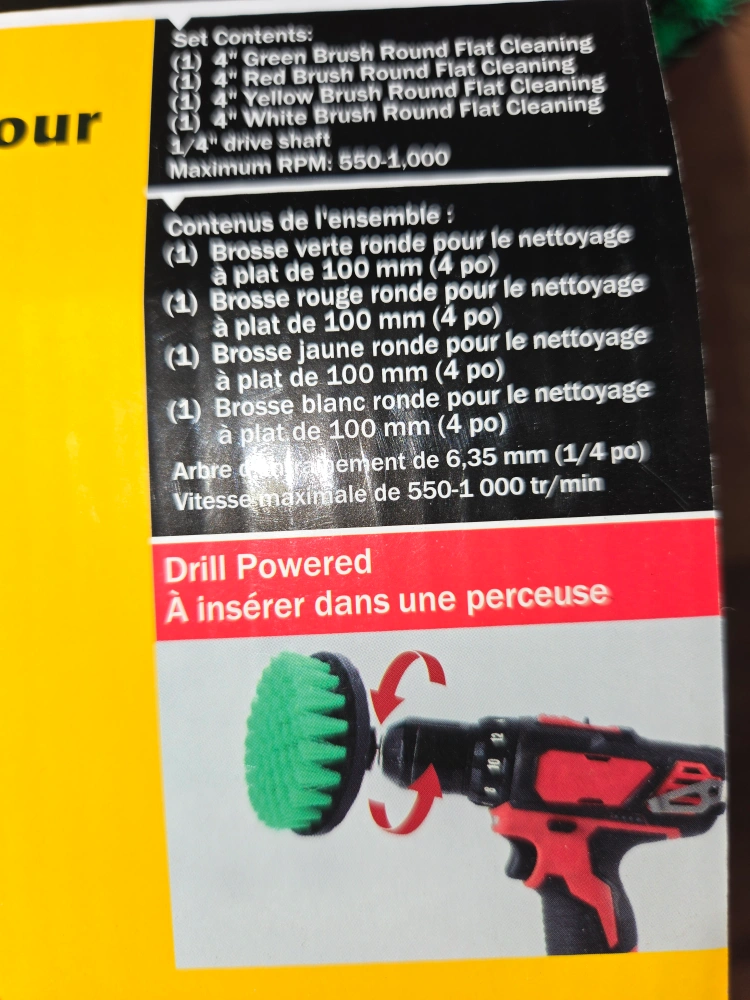 our
Set Contents:
(1) 4" Green Brush Round Flat Cleaning
(1) 4" Red Brush Round Flat Cleaning
(1) 4" Yellow Brush Round Flat Cleaning
(1) 4" White Brush Round Flat Cleaning
1/4" drive shaft
Maximum RPM: 550-1,000
Contenus de l'ensemble :
(1) Brosse verte ronde pour le nettoyage
à plat de 100 mm (4 po)
(1) Brosse rouge ronde pour le nettoyage
à plat de 100 mm (4 po)
(1) Brosse jaune ronde pour le nettoyage
à plat de 100 mm (4 po)
(1) Brosse blanc ronde pour le nettoyage
à plat de 100 mm (4 po)
Arbre d'entraînement de 6,35 mm (1/4 po)
Vitesse maximale de 550-1 000 tr/min
Drill Powered
À insérer dans une perceuse
12
10
8